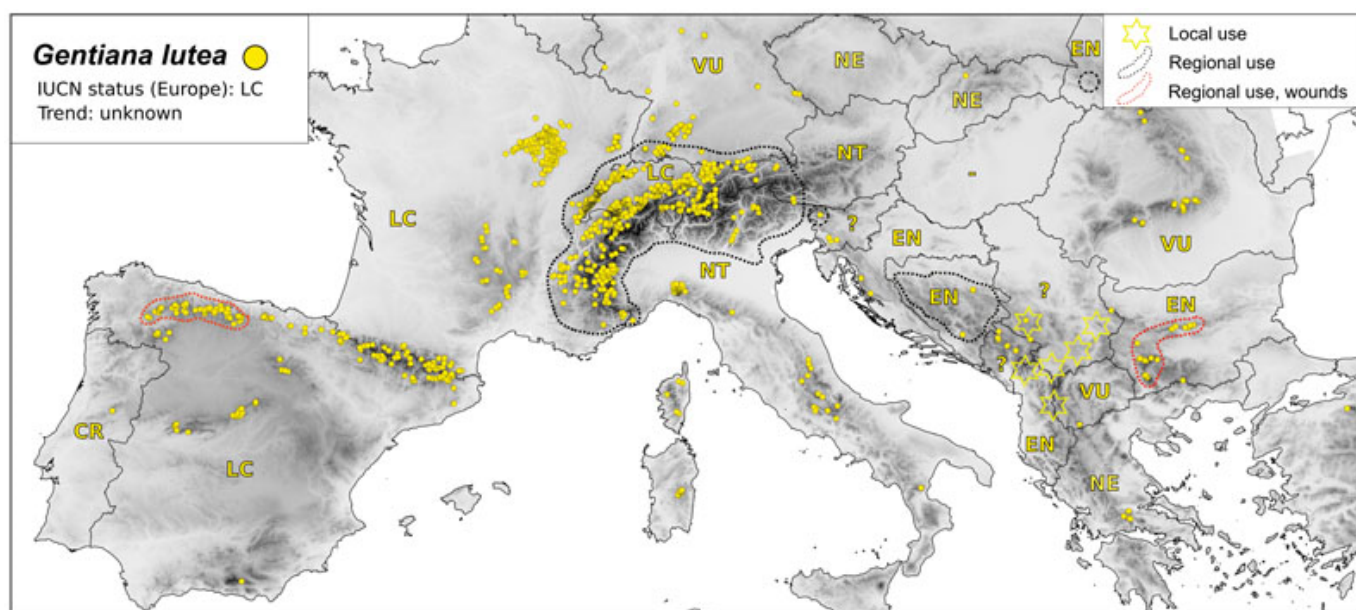 Gentiana lutea
IUCN status (Europe): LC
Trend: unknown
Local use
Regional use
Regional use, wounds
VU
NE
EN
NE
NT
LC
-
LC
?
EN
VU
NT
EN
?
EN
?
VU
CR
EN
LC
NE